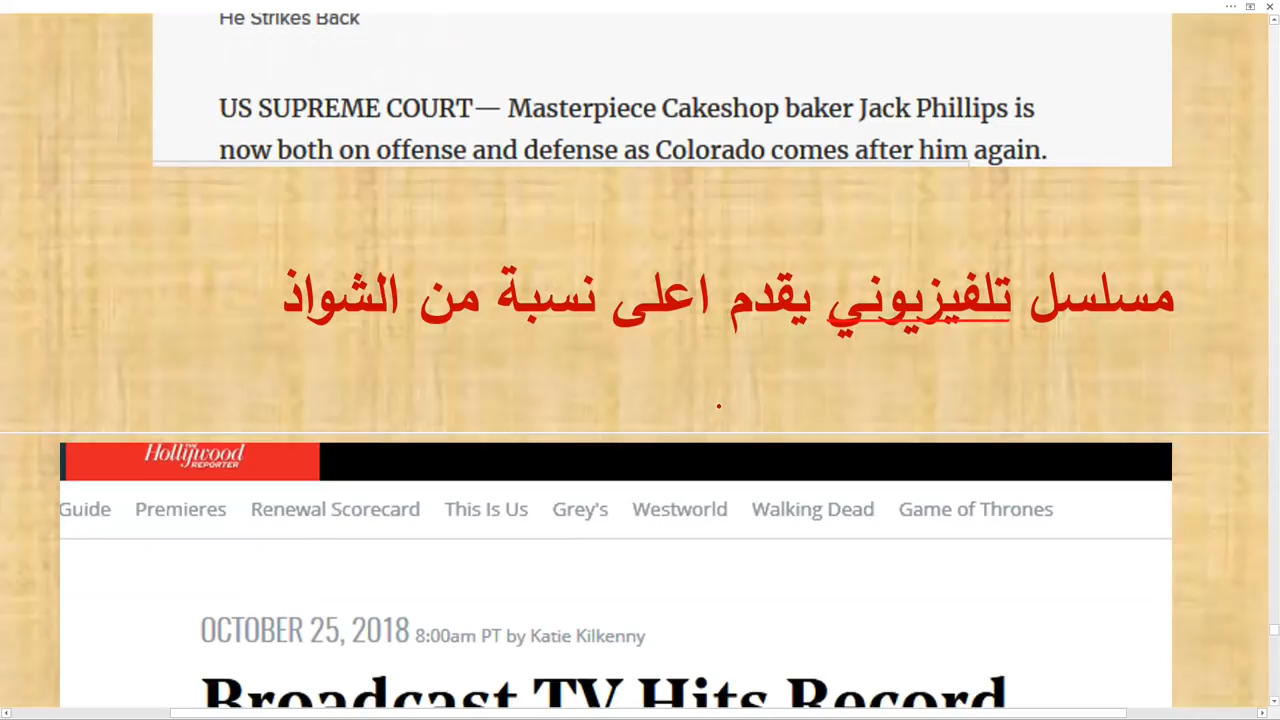 He Strikes Back
US SUPREME COURT— Masterpiece Cakeshop baker Jack Phillips is
now both on offense and defense as Colorado comes after him again.
مسلسل تلفيزيوني يقدم اعلى نسبة من الشواذ
.
THE
Hollywood
REPORTER
Guide Premieres Renewal Scorecard This Is Us Grey's Westworld Walking Dead Game of Thrones
OCTOBER 25, 2018 8:00am PT by Katie Kilkenny
Broadcast TV Hits Record